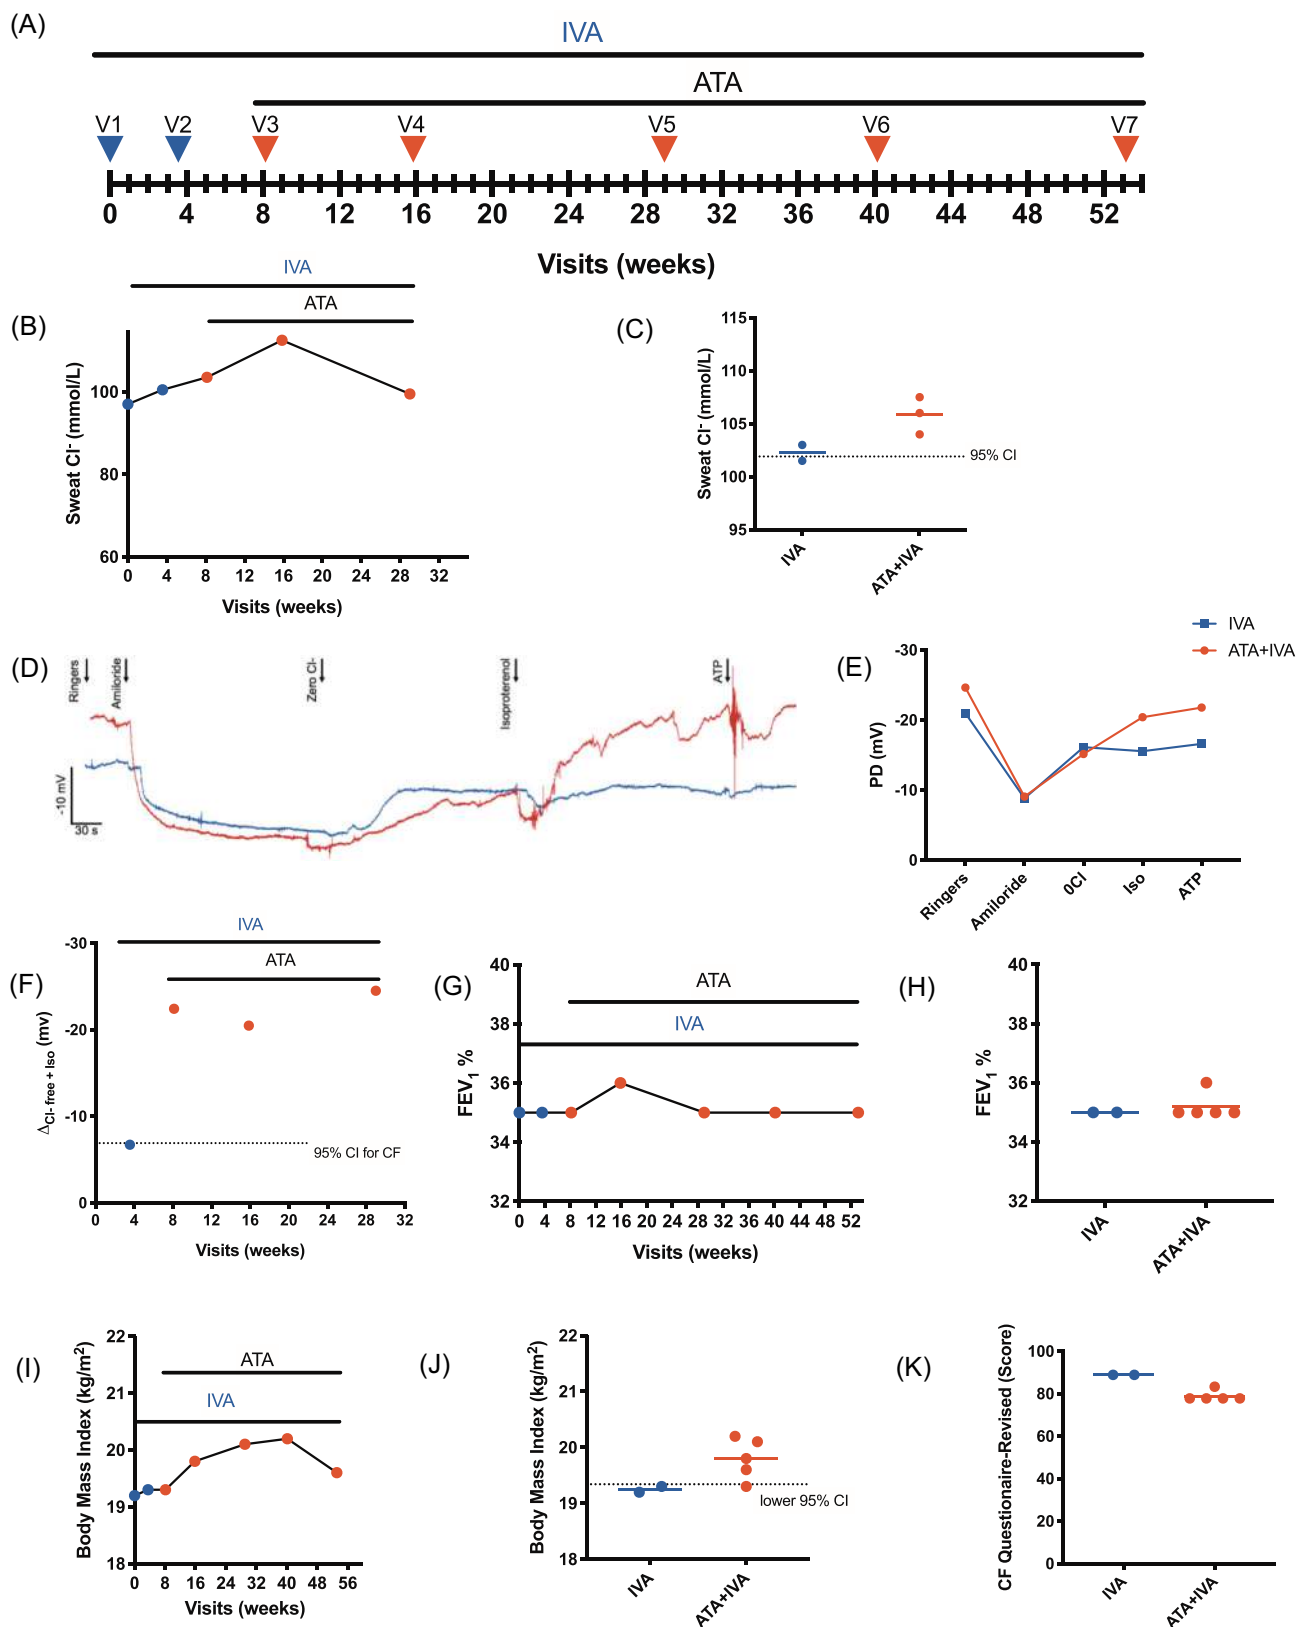 (A)
IVA
ATA
V1 V2 V3 V4 V5 V6 V7
0 4 8 12 16 20 24 28 32 36 40 44 48 52
Visits (weeks)
(B)
IVA
ATA
Sweat Cl- (mmol/L)
100
80
60
0 4 8 12 16 20 24 28 32
Visits (weeks)
(C)
Sweat Cl- (mmol/L)
115
110
105
100
95
95% CI
IVA
ATA+IVA
(D)
Ringers
Amiloride
Zero Cl-
Isoproterenol
ATP
-10 mV
30 s
(E)
IVA
ATA+IVA
PD (mV)
-30
-20
-10
0
Ringers
Amiloride
0Cl
Iso
ATP
(F)
IVA
ATA
ΔCl- free + Iso (mv)
-30
-20
-10
0
95% CI for CF
0 4 8 12 16 20 24 28 32
Visits (weeks)
(G)
ATA
IVA
FEV1 %
40
38
36
34
32
0 4 8 12 16 20 24 28 32 36 40 44 48 52
Visits (weeks)
(H)
FEV1 %
40
38
36
34
32
IVA
ATA+IVA
(I)
ATA
IVA
Body Mass Index (kg/m2)
22
21
20
19
18
0 8 16 24 32 40 48 56
Visits (weeks)
(J)
Body Mass Index (kg/m2)
22
21
20
19
18
lower 95% CI
IVA
ATA+IVA
(K)
CF Questionaire-Revised (Score)
100
80
60
40
20
0
IVA
ATA+IVA